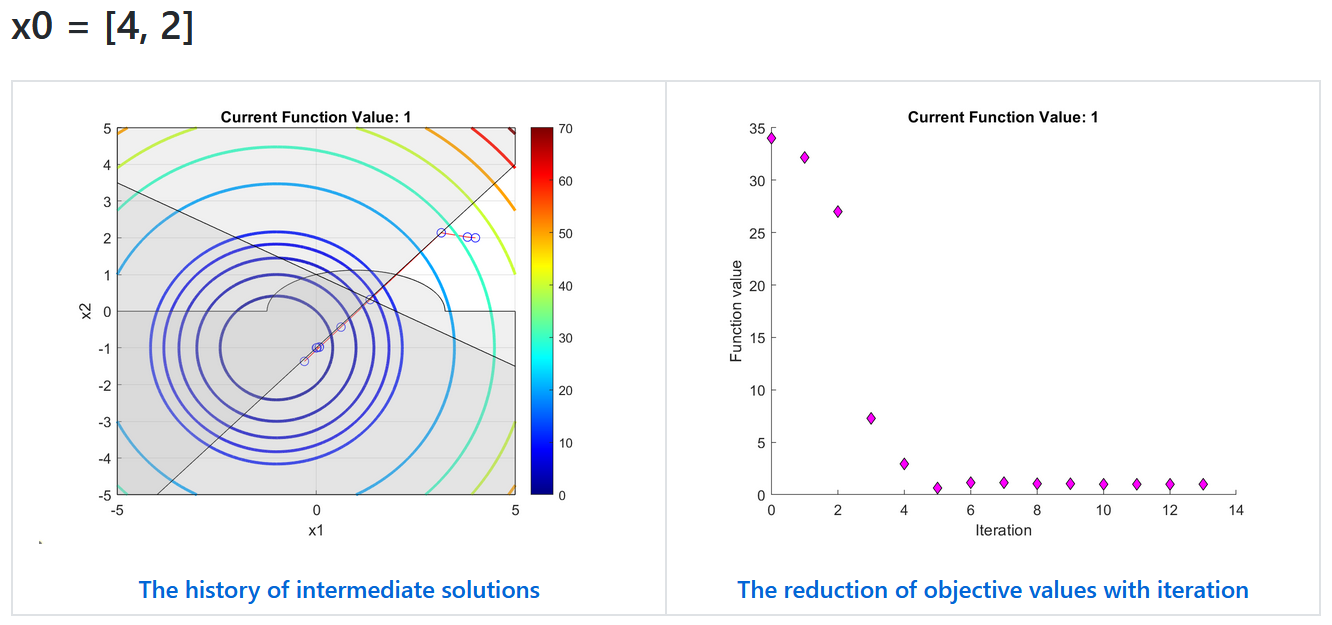 x0 = [4, 2]
Current Function Value: 1
5
4
3
2
1
0
-1
-2
-3
-4
-5
x2
-5 0 5
x1
70
60
50
40
30
20
10
0
The history of intermediate solutions
Current Function Value: 1
35
30
25
20
15
10
5
0
Function value
0 2 4 6 8 10 12 14
Iteration
The reduction of objective values with iteration